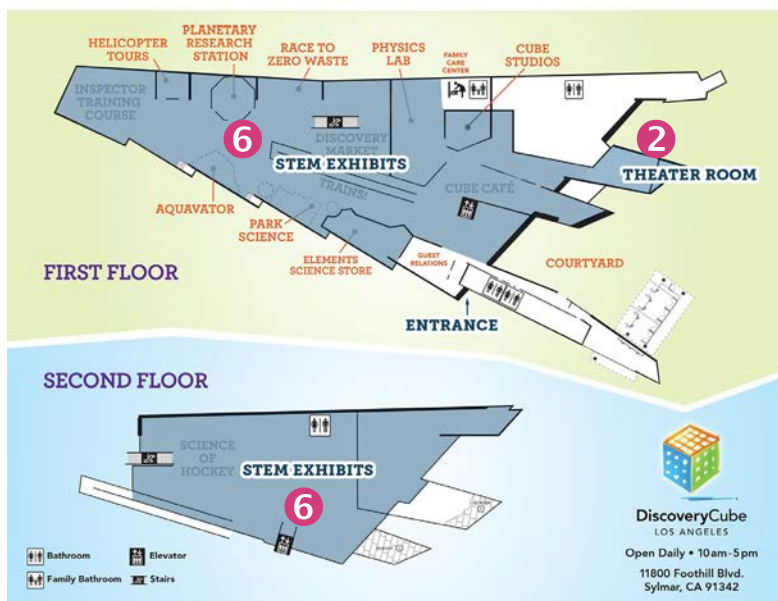 HELICOPTER
TOURS
PLANETARY
RESEARCH
STATION
RACE TO
ZERO WASTE
PHYSICS
LAB
FAMILY
CARE
CENTER
CUBE
STUDIOS
INSPECTOR
TRAINING
COURSE
6
DISCOVERY
MARKET
STEM EXHIBITS
TRAINS!
2
THEATER ROOM
CUBE CAFÉ
AQUAVATOR
PARK
SCIENCE
ELEMENTS
SCIENCE STORE
GUEST
RELATIONS
COURTYARD
FIRST FLOOR
ENTRANCE
SECOND FLOOR
SCIENCE
OF
HOCKEY
STEM EXHIBITS
6
Bathroom
Elevator
Family Bathroom
Stairs
DiscoveryCube
LOS ANGELES
Open Daily • 10am-5pm
11800 Foothill Blvd.
Sylmar, CA 91342